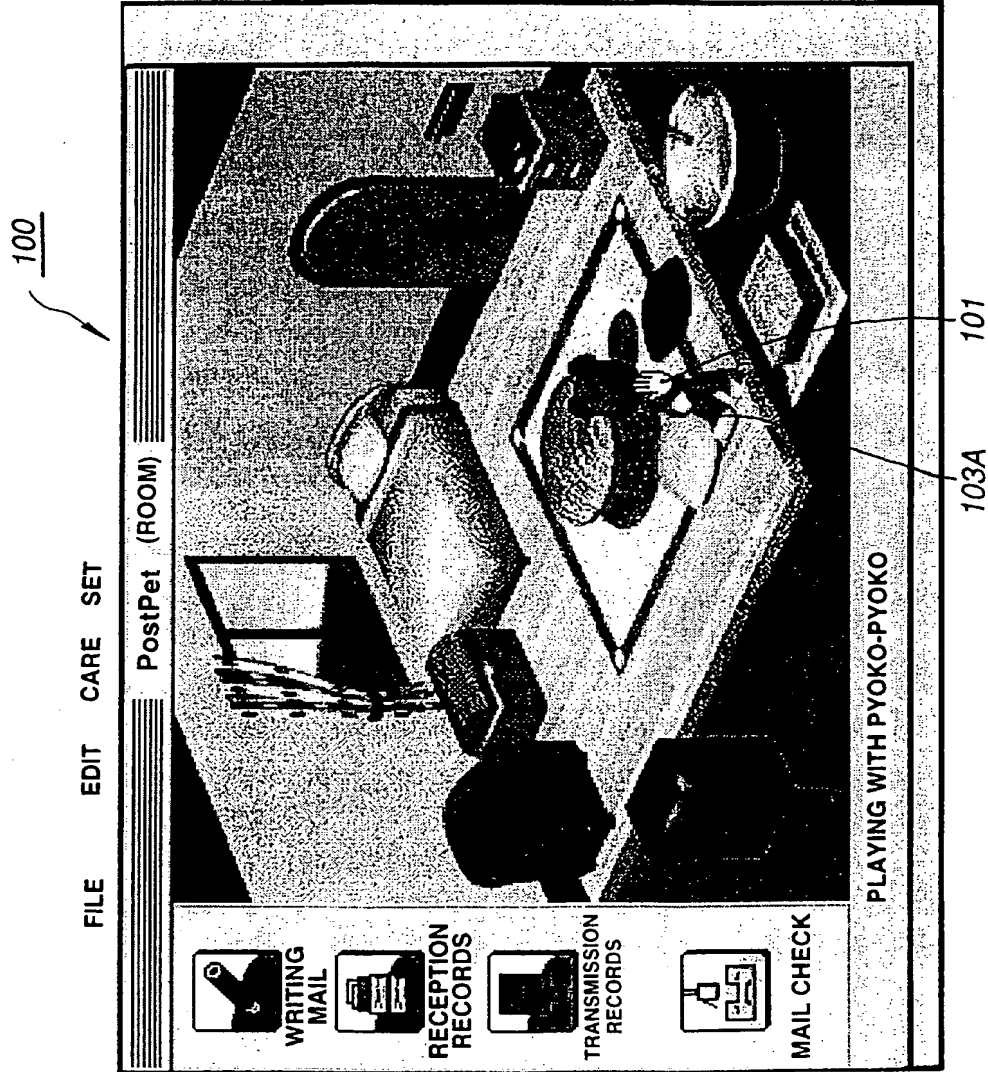 100
FILE EDIT CARE SET
PostPet (ROOM)
WRITING
MAIL
RECEPTION
RECORDS
TRANSMISSION
RECORDS
MAIL CHECK
PLAYING WITH PYOKO-PYOKO
103A
101